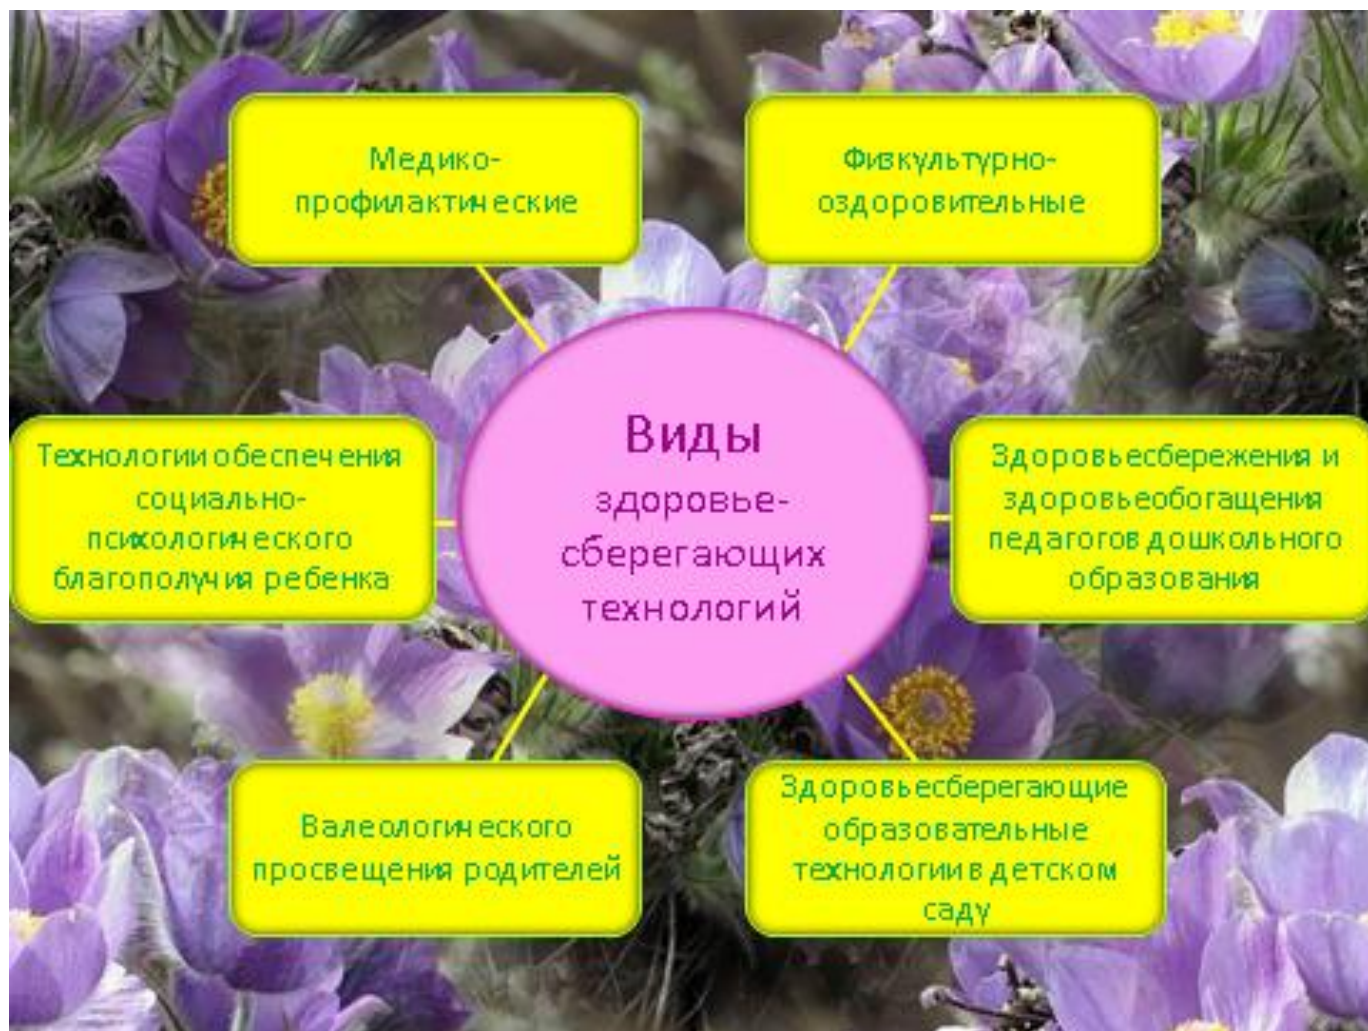 Медико-
профилактические
Физкультурно-
оздоровительные
Виды
здоровье-
сберегающих
технологий
Технологии обеспечения
социально-
психологического
благополучия ребенка
Здоровьесбережения и
здоровьеобогащения
педагогов дошкольного
образования
Валеологического
просвещения родителей
Здоровьесберегающие
образовательные
технологии в детском
саду